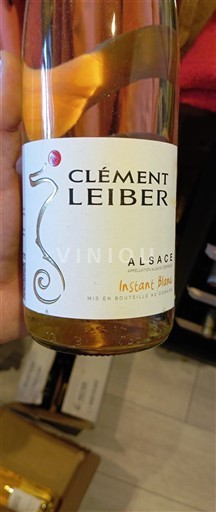 CLÉMENT
LEIBER
ALSACE
APPELLATION ALSACE CONTRÔLÉE
Instant Blanc
MIS EN BOUTEILLE AU DOMAINE
VINIOU